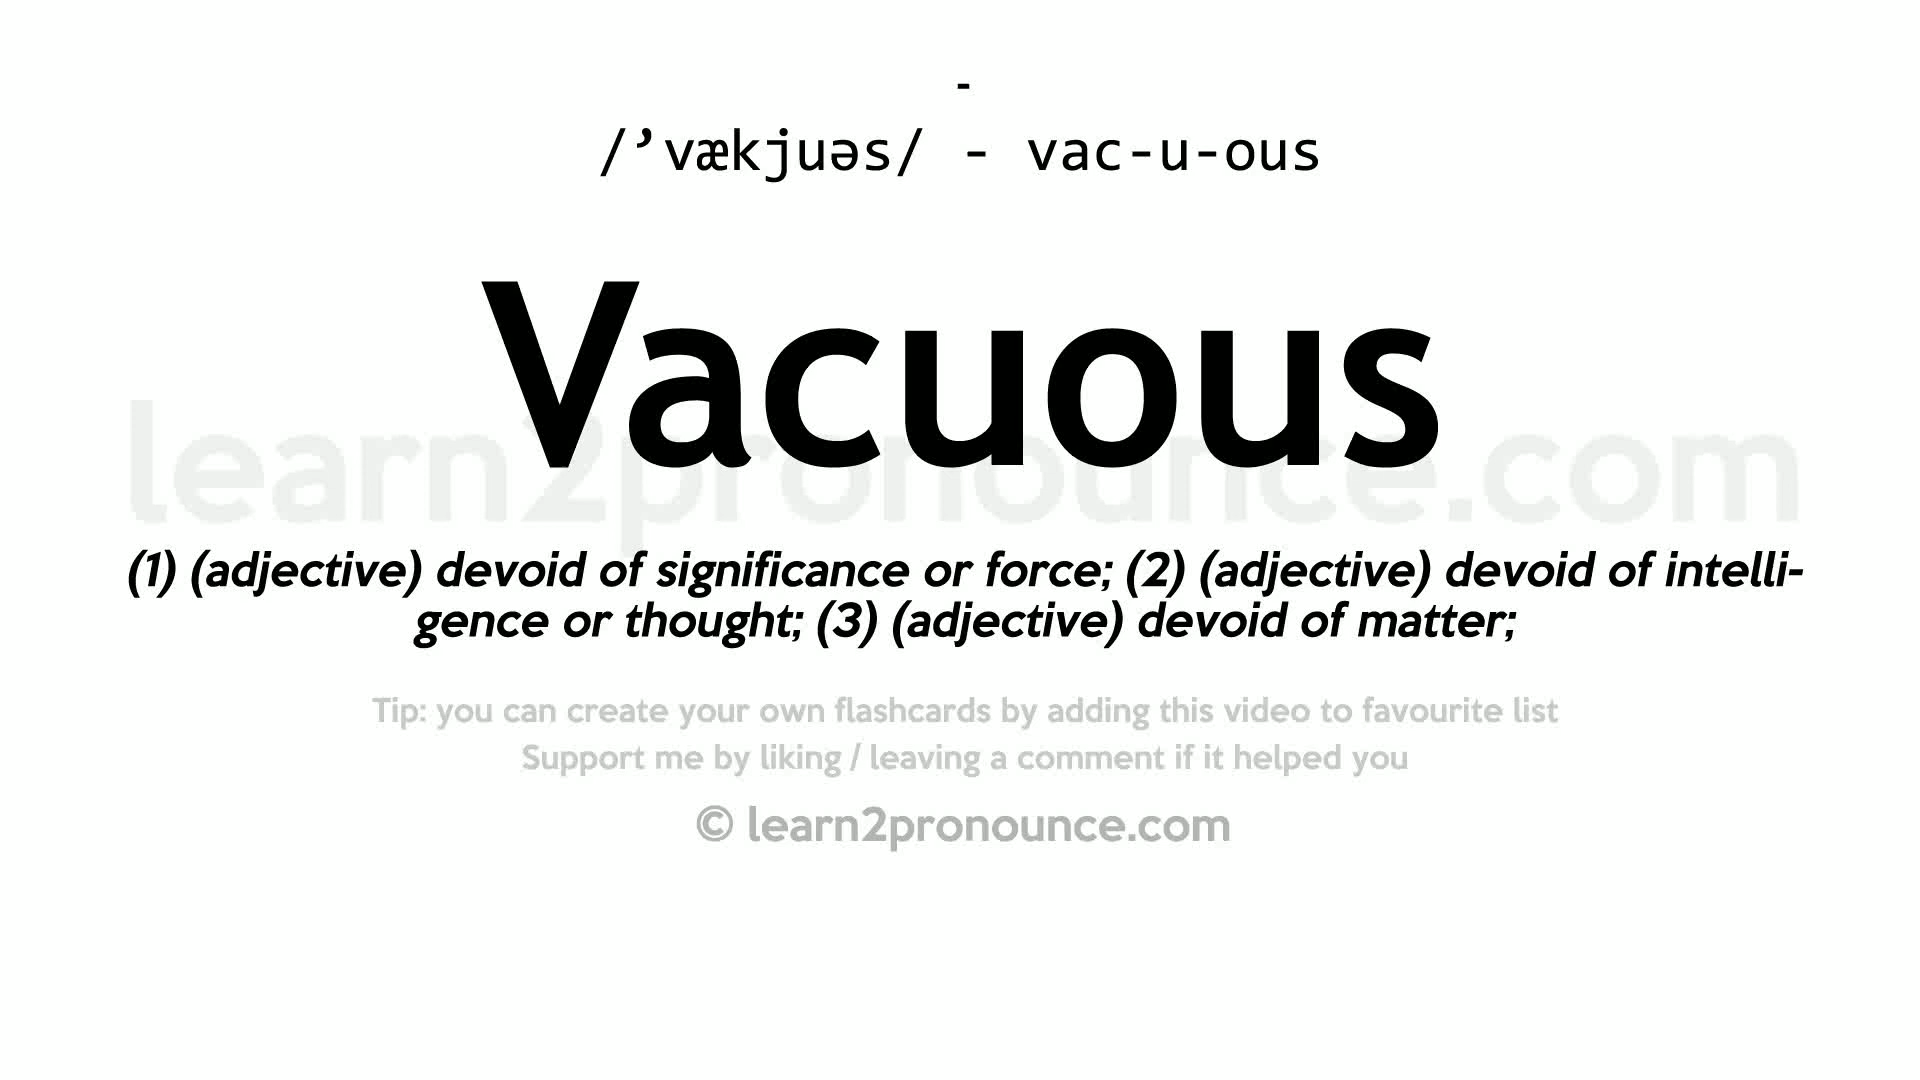 -
/’vækjuəs/ - vac-u-ous
Vacuous
learn2pronounce.com
(1) (adjective) devoid of significance or force; (2) (adjective) devoid of intelli-
gence or thought; (3) (adjective) devoid of matter;
Tip: you can create your own flashcards by adding this video to favourite list
Support me by liking / leaving a comment if it helped you
© learn2pronounce.com